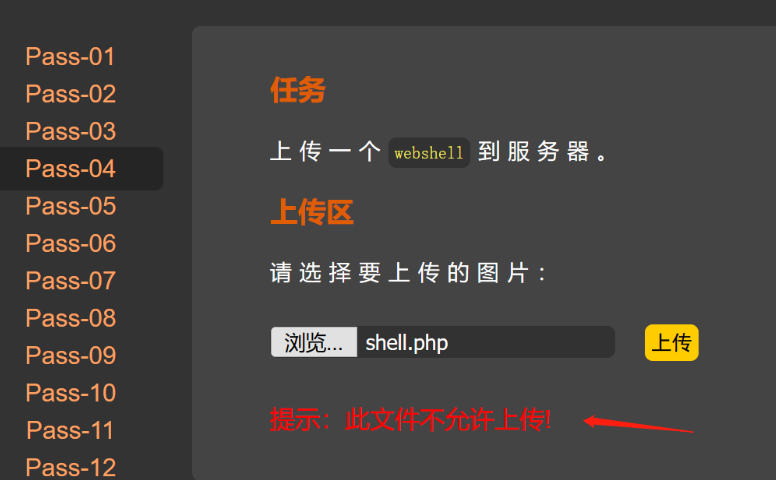 Pass-01
Pass-02
Pass-03
Pass-04
Pass-05
Pass-06
Pass-07
Pass-08
Pass-09
Pass-10
Pass-11
Pass-12
任务
上传一个 webshell 到服务器。
上传区
请选择要上传的图片：
浏览... shell.php 上传
提示：此文件不允许上传!